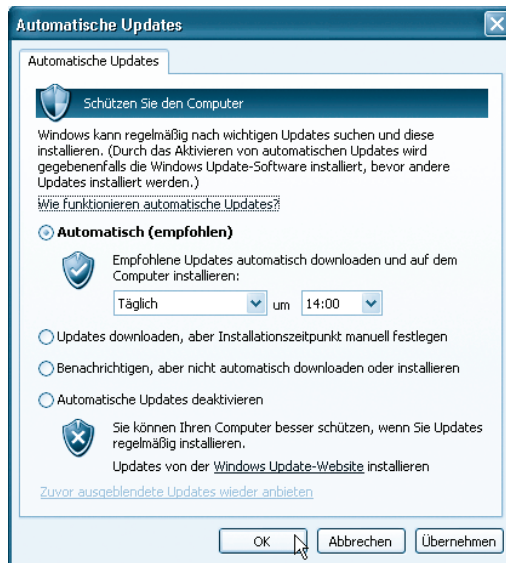 Automatische Updates
Automatische Updates
Schützen Sie den Computer
Windows kann regelmäßig nach wichtigen Updates suchen und diese
installieren. (Durch das Aktivieren von automatischen Updates wird
gegebenenfalls die Windows Update-Software installiert, bevor andere
Updates installiert werden.)
Wie funktionieren automatische Updates?
Automatisch (empfohlen)
Empfohlene Updates automatisch downloaden und auf dem
Computer installieren:
Täglich um 14:00
Updates downloaden, aber Installationszeitpunkt manuell festlegen
Benachrichtigen, aber nicht automatisch downloaden oder installieren
Automatische Updates deaktivieren
Sie können Ihren Computer besser schützen, wenn Sie Updates
regelmäßig installieren.
Updates von der Windows Update-Website installieren
Zuvor ausgeblendete Updates wieder anbieten
OK Abbrechen Übernehmen